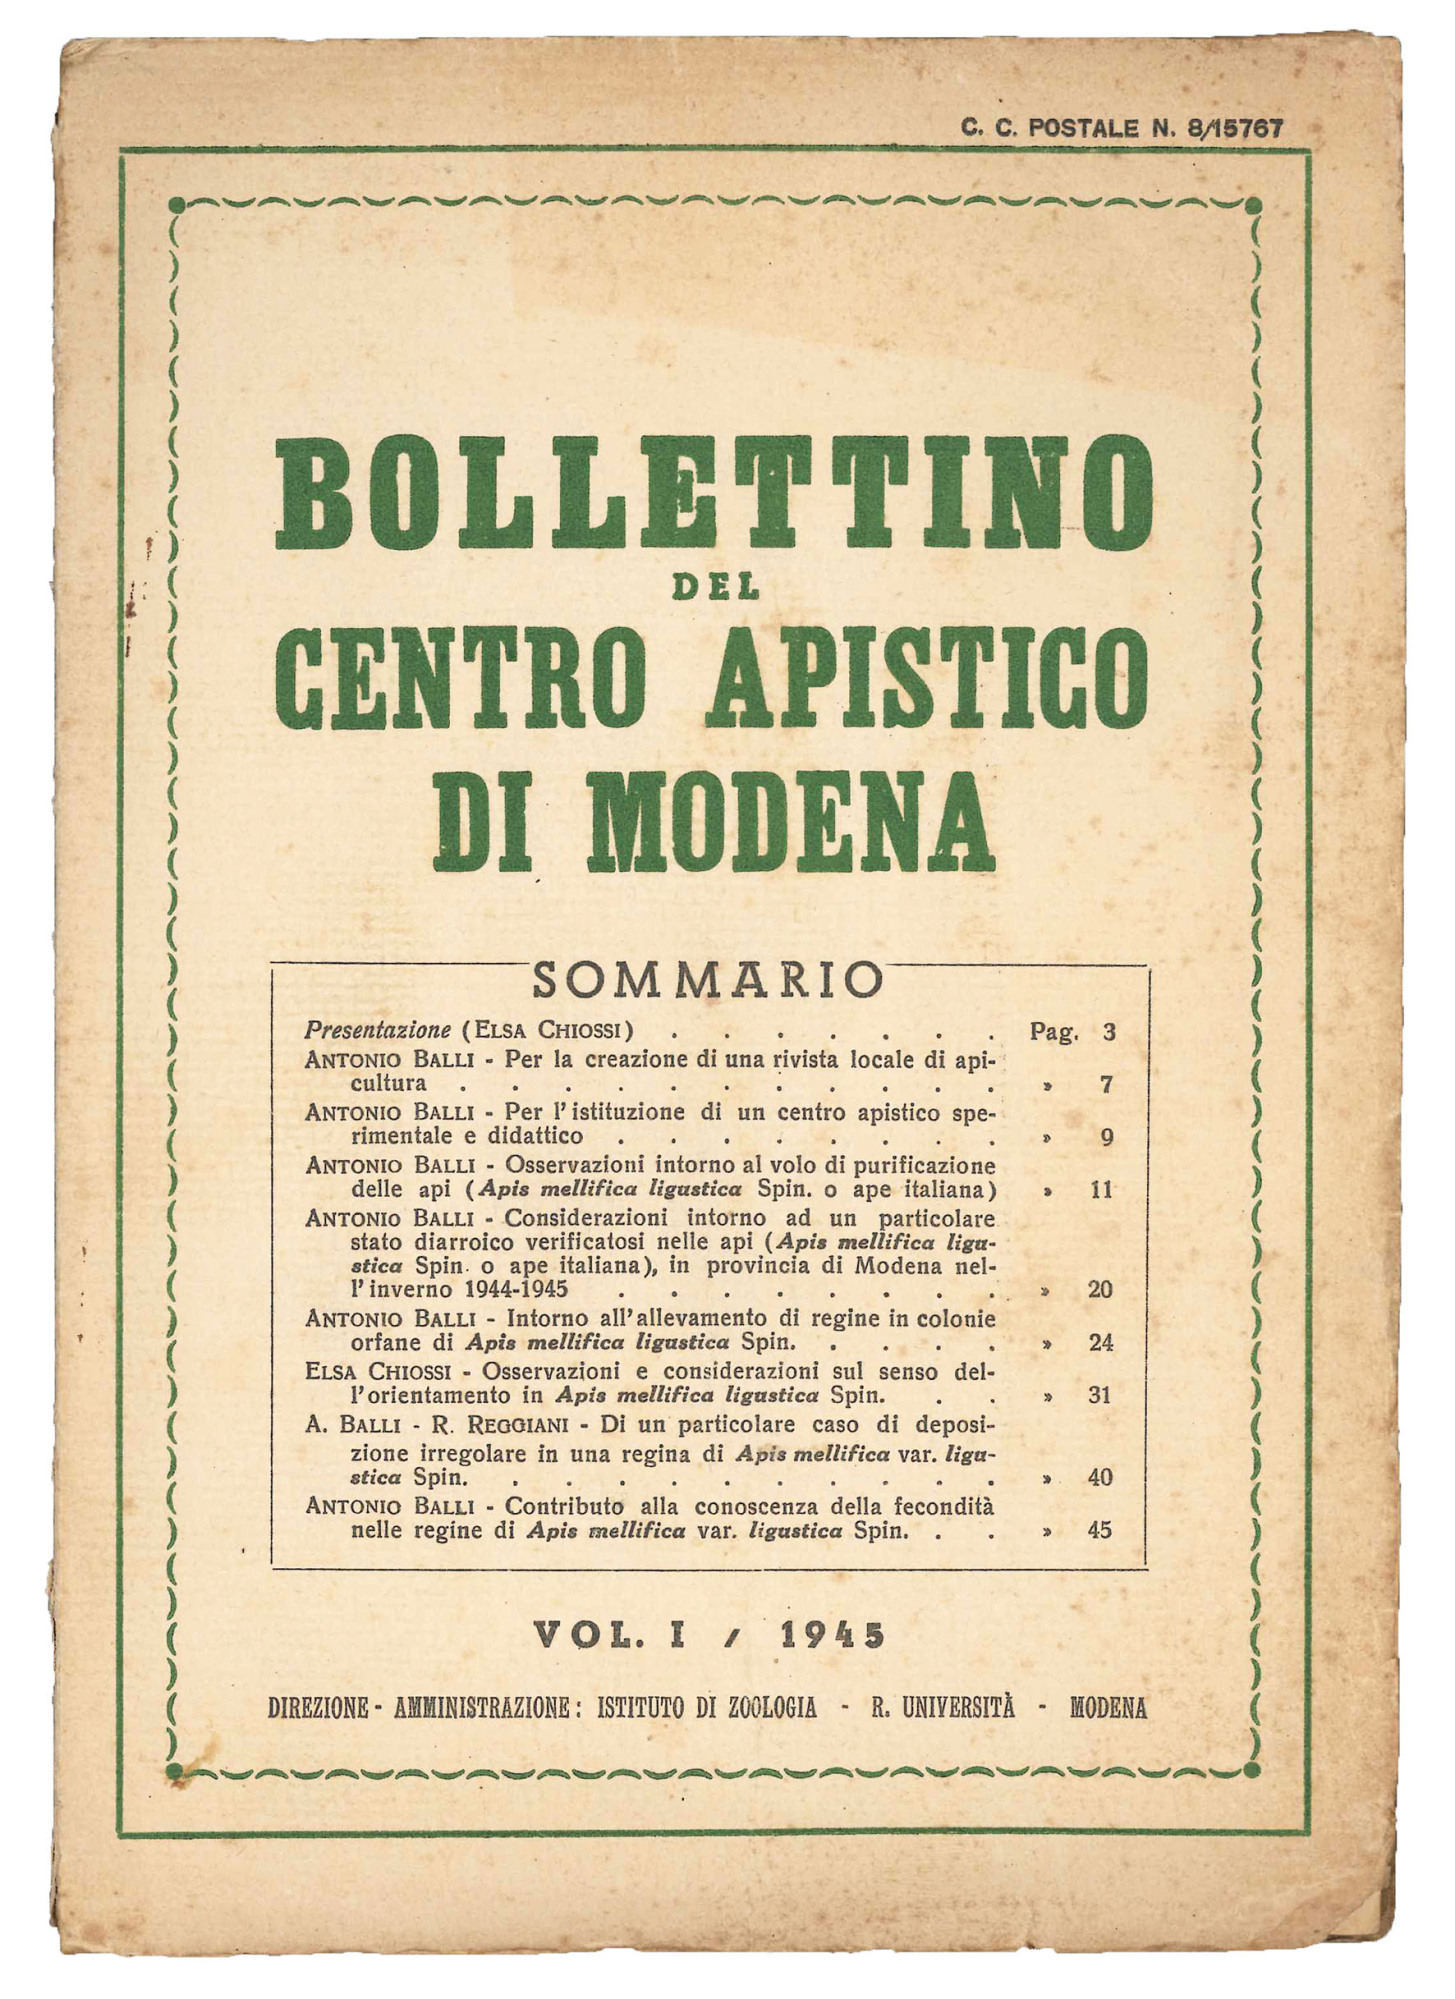 C. C. POSTALE N. 8/15767
BOLLETTINO
DEL
CENTRO APISTICO
DI MODENA
SOMMARIO
Presentazione (ELSA CHIOSSI) . . . . . . . Pag. 3
ANTONIO BALLI - Per la creazione di una rivista locale di api-
cultura . . . . . . . . . . . » 7
ANTONIO BALLI - Per l'istituzione di un centro apistico spe-
rimentale e didattico . . . . . . . . » 9
ANTONIO BALLI - Osservazioni intorno al volo di purificazione
delle api (Apis mellifica ligustica Spin. o ape italiana) » 11
ANTONIO BALLI - Considerazioni intorno ad un particolare
stato diarroico verificatosi nelle api (Apis mellifica ligu-
stica Spin. o ape italiana), in provincia di Modena nel-
l'inverno 1944-1945 . . . . . . . . » 20
ANTONIO BALLI - Intorno all'allevamento di regine in colonie
orfane di Apis mellifica ligustica Spin. . . . . » 24
ELSA CHIOSSI - Osservazioni e considerazioni sul senso del-
l'orientamento in Apis mellifica ligustica Spin. . . » 31
A. BALLI - R. REGGIANI - Di un particolare caso di deposi-
zione irregolare in una regina di Apis mellifica var. ligu-
stica Spin. . . . . . . . . . . » 40
ANTONIO BALLI - Contributo alla conoscenza della fecondità
nelle regine di Apis mellifica var. ligustica Spin. . . » 45
VOL. I / 1945
DIREZIONE - AMMINISTRAZIONE: ISTITUTO DI ZOOLOGIA - R. UNIVERSITÀ - MODENA